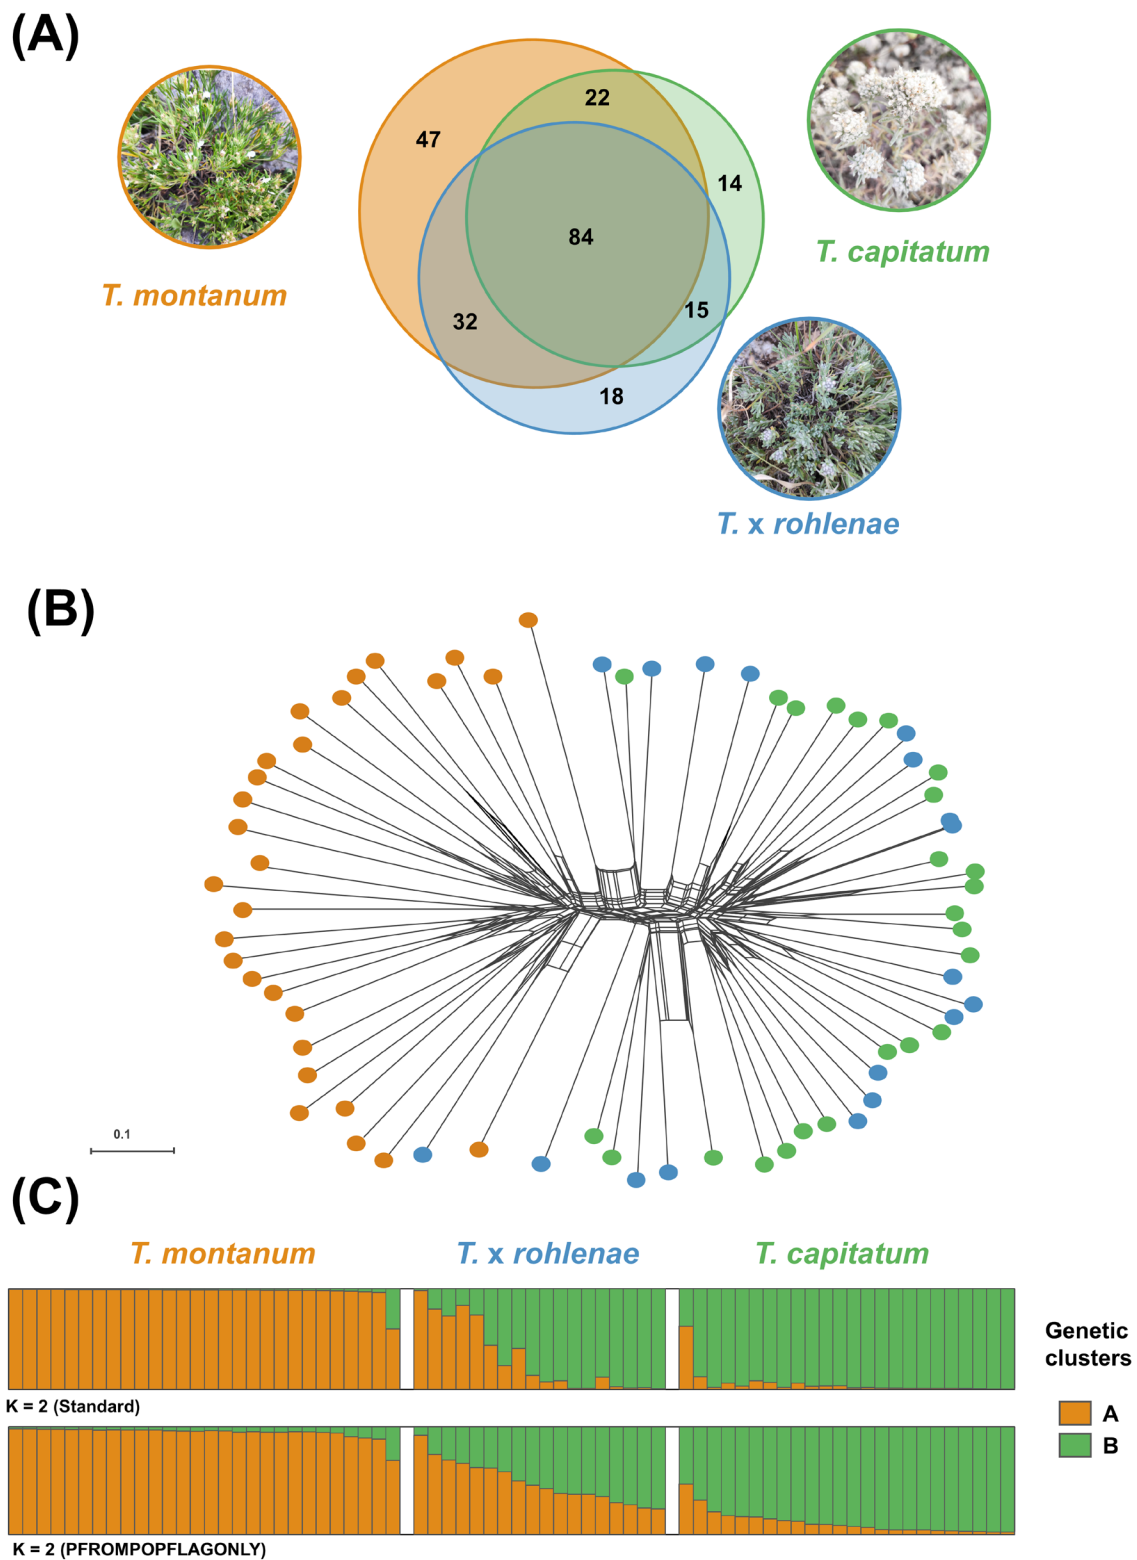 (A)
22
47
14
84
T. capitatum
T. montanum
15
32
18
T. x rohlenae
(B)
0.1
(C)
T. montanum
T. x rohlenae
T. capitatum
Genetic
clusters
A
B
K = 2 (Standard)
K = 2 (PFROMPOPFLAGONLY)